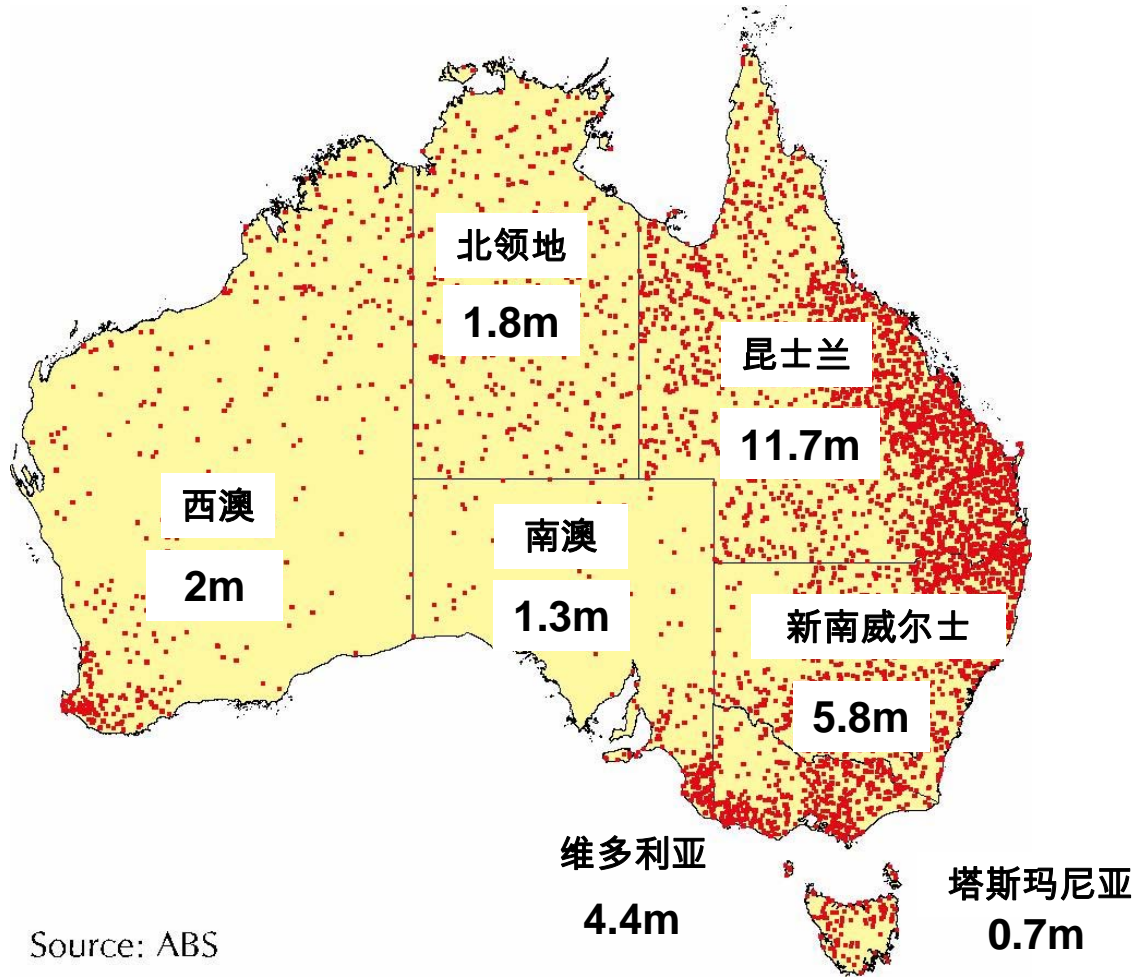 北领地
1.8m
昆士兰
11.7m
西澳
2m
南澳
1.3m
新南威尔士
5.8m
维多利亚
4.4m
塔斯玛尼亚
0.7m
Source: ABS